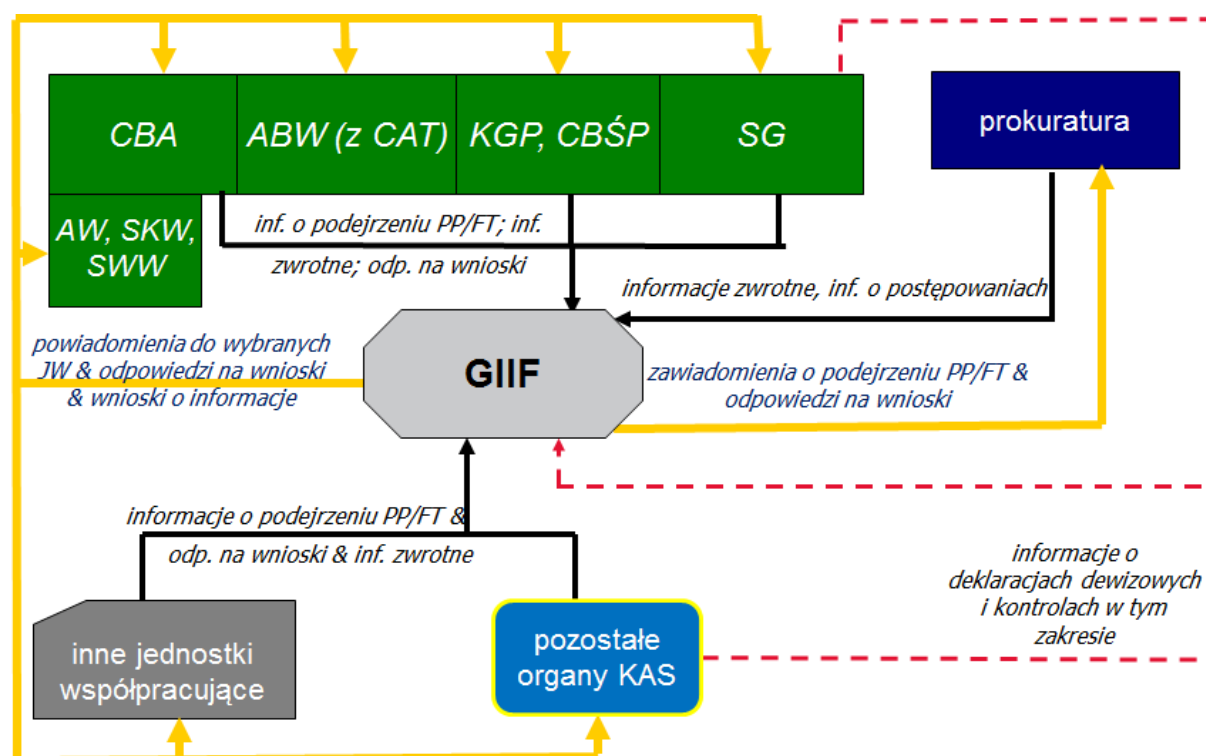 CBA
ABW (z CAT)
KGP, CBŚP
SG
prokuratura
AW, SKW,
SWW
inf. o podejrzeniu PP/FT; inf.
zwrotne; odp. na wnioski
informacje zwrotne, inf. o postępowaniach
powiadomienia do wybranych
JW & odpowiedzi na wnioski
& wnioski o informacje
GIIF
zawiadomienia o podejrzeniu PP/FT &
odpowiedzi na wnioski
informacje o podejrzeniu PP/FT &
odp. na wnioski & inf. zwrotne
informacje o
deklaracjach dewizowych
i kontrolach w tym
zakresie
inne jednostki
współpracujące
pozostałe
organy KAS